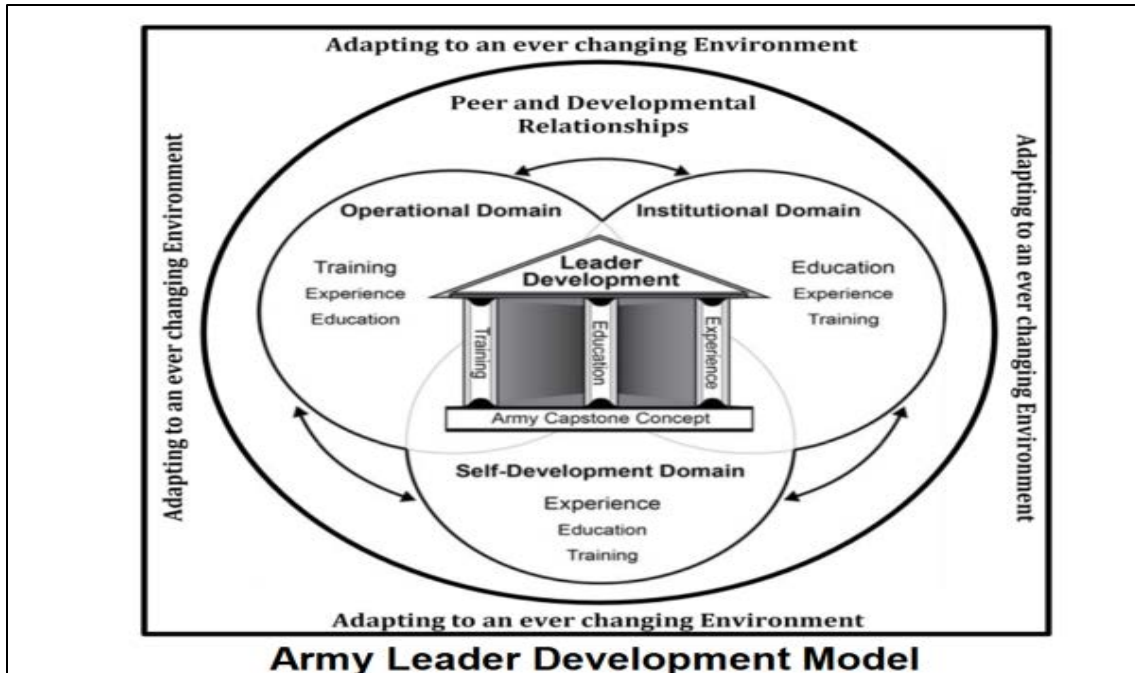 Adapting to an ever changing Environment
Peer and Developmental
Relationships
Adapting to an ever changing Environment
Adapting to an ever changing Environment
Operational Domain
Institutional Domain
Training
Experience
Education
Leader
Development
Education
Experience
Training
Training
Education
Experience
Army Capstone Concept
Self-Development Domain
Experience
Education
Training
Adapting to an ever changing Environment
Army Leader Development Model